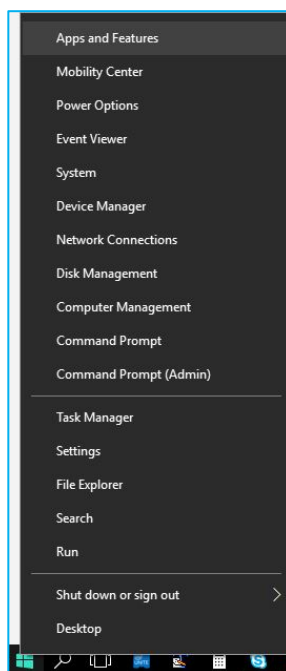 Apps and Features
Mobility Center
Power Options
Event Viewer
System
Device Manager
Network Connections
Disk Management
Computer Management
Command Prompt
Command Prompt (Admin)
Task Manager
Settings
File Explorer
Search
Run
Shut down or sign out
Desktop